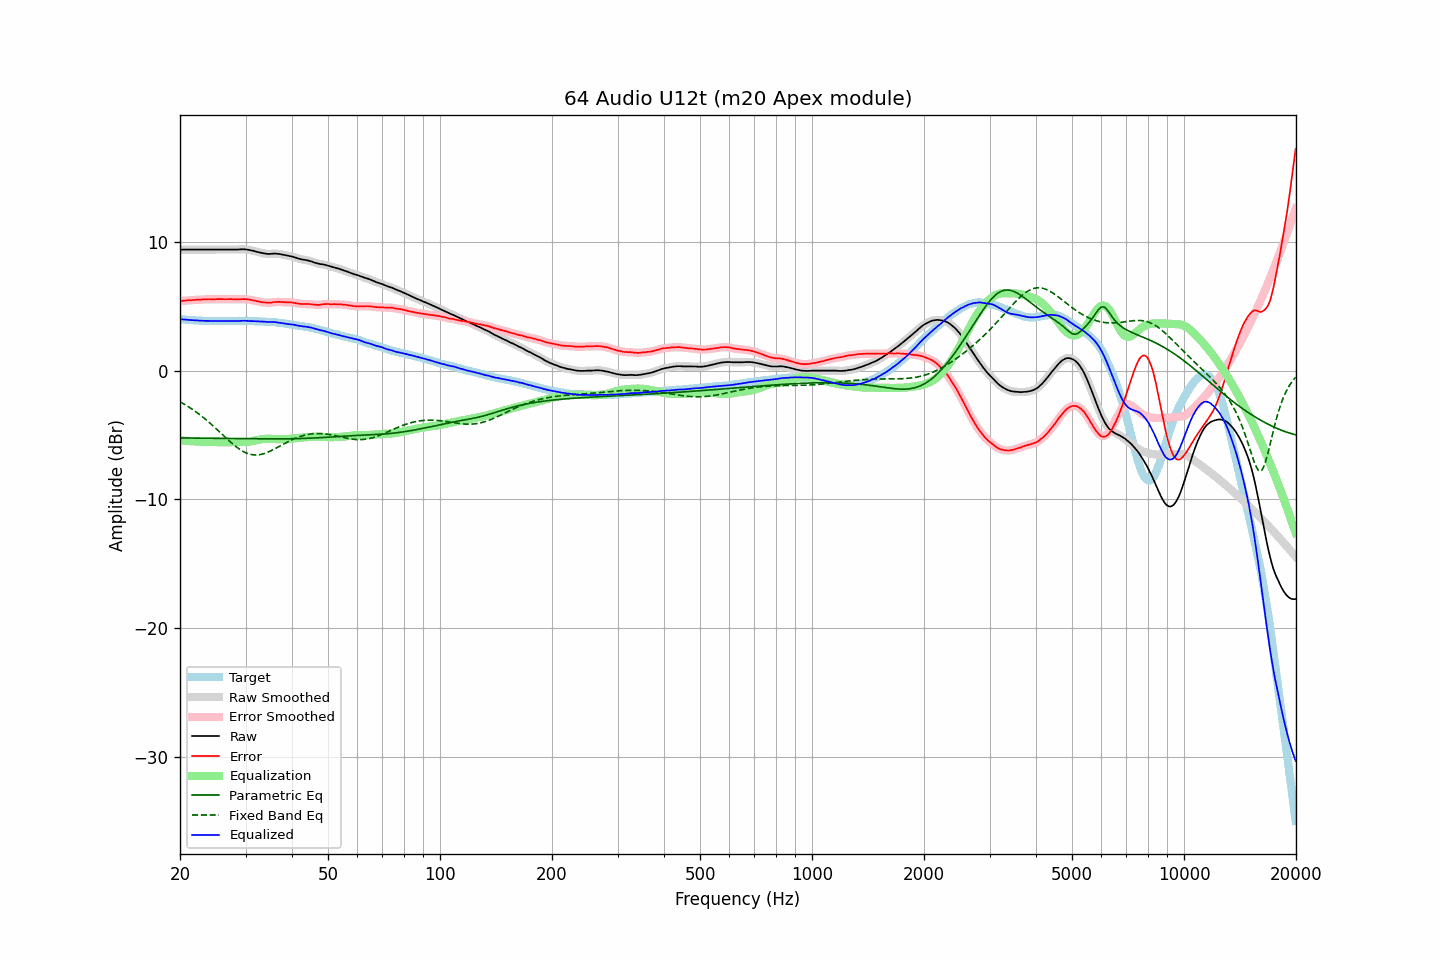 64 Audio U12t (m20 Apex module)
Amplitude (dBr)
10
0
−10
−20
−30
Target
Raw Smoothed
Error Smoothed
Raw
Error
Equalization
Parametric Eq
Fixed Band Eq
Equalized
20 50 100 200 500 1000 2000 5000 10000 20000
Frequency (Hz)